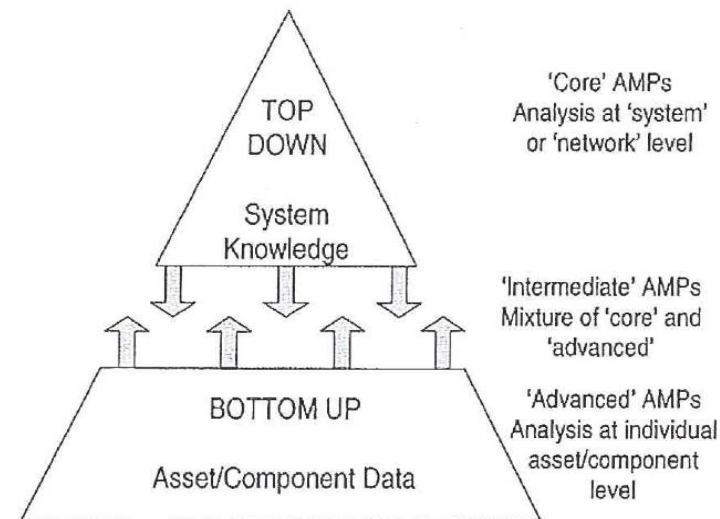 TOP
DOWN
System
Knowledge
'Core' AMPs
Analysis at 'system'
or 'network' level
'Intermediate' AMPs
Mixture of 'core' and
'advanced'
BOTTOM UP
Asset/Component Data
'Advanced' AMPs
Analysis at individual
asset/component
level